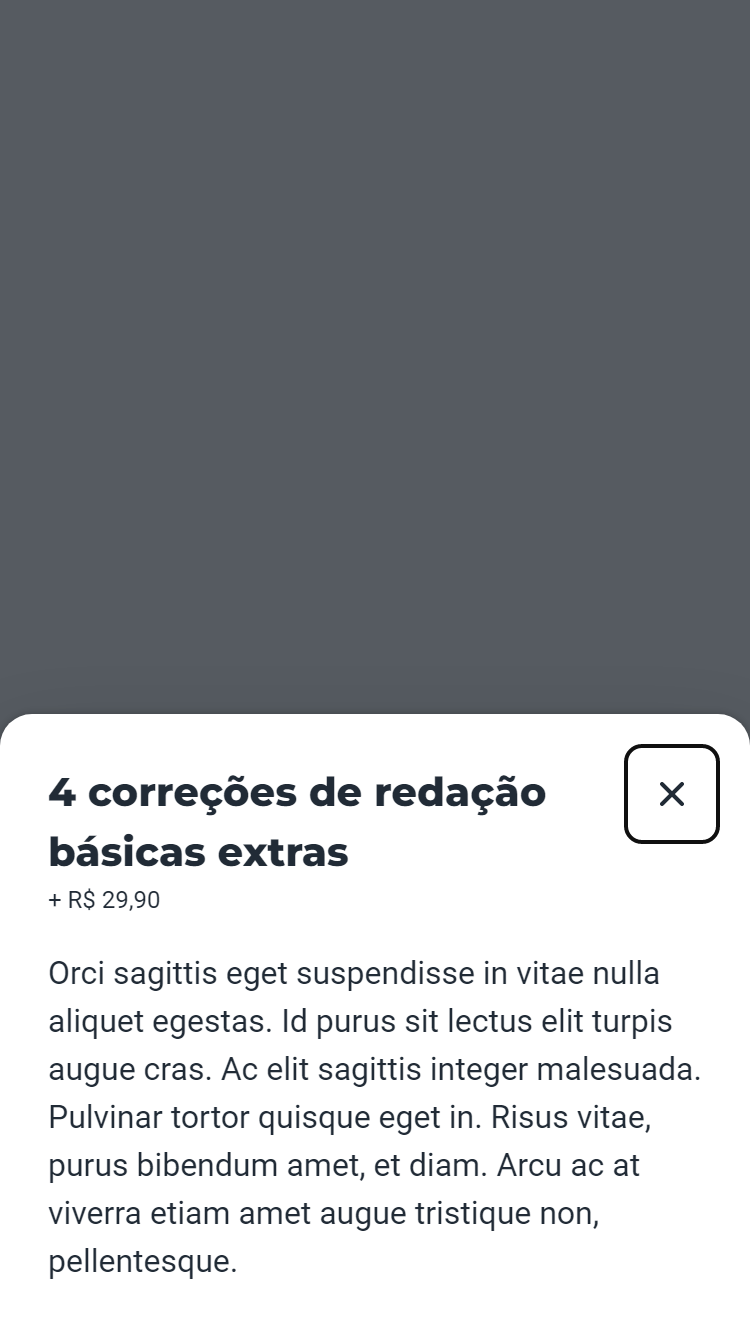 4 correções de redação
básicas extras
+ R$ 29,90
Orci sagittis eget suspendisse in vitae nulla
aliquet egestas. Id purus sit lectus elit turpis
augue cras. Ac elit sagittis integer malesuada.
Pulvinar tortor quisque eget in. Risus vitae,
purus bibendum amet, et diam. Arcu ac at
viverra etiam amet augue tristique non,
pellentesque.